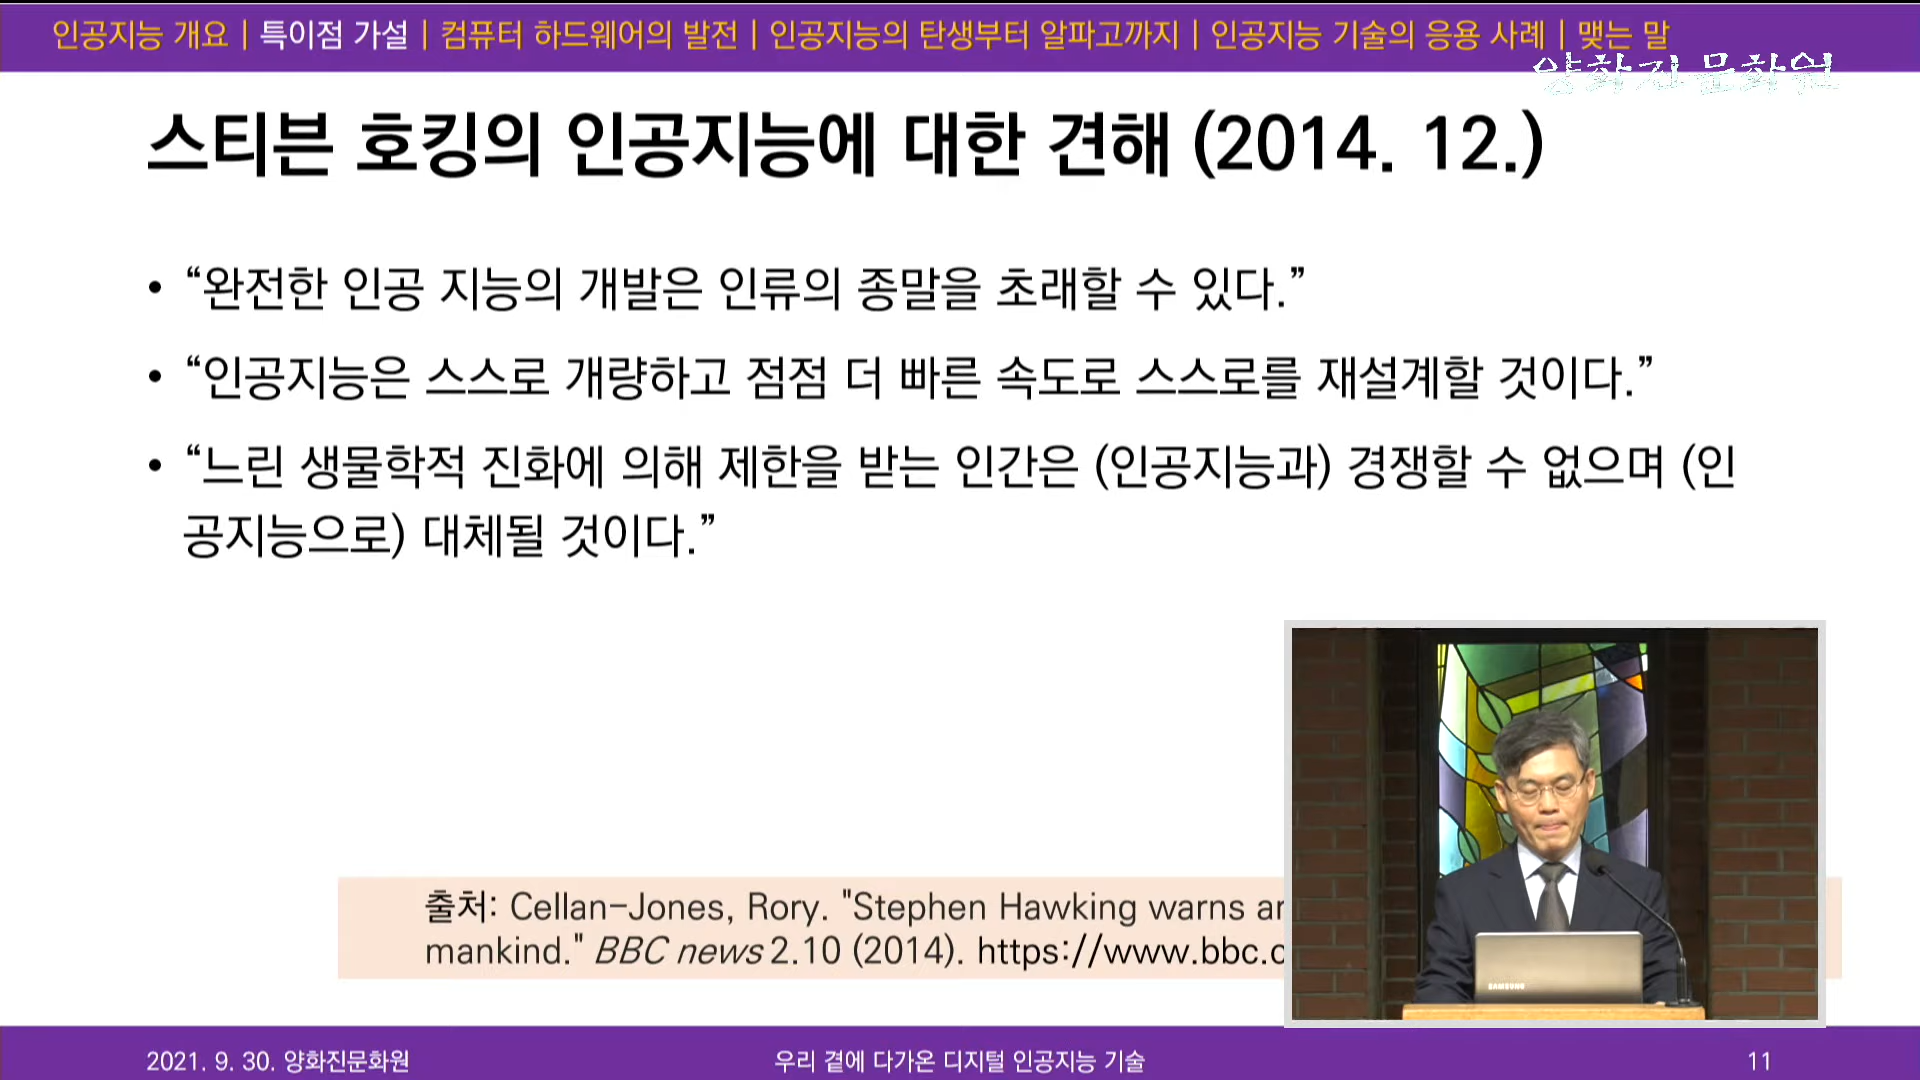 인공지능 개요 | 특이점 가설 | 컴퓨터 하드웨어의 발전 | 인공지능의 탄생부터 알파고까지 | 인공지능 기술의 응용 사례 | 맺는 말
양화진문화원
스티븐 호킹의 인공지능에 대한 견해 (2014. 12.)
• “완전한 인공 지능의 개발은 인류의 종말을 초래할 수 있다.”
• “인공지능은 스스로 개량하고 점점 더 빠른 속도로 스스로를 재설계할 것이다.”
• “느린 생물학적 진화에 의해 제한을 받는 인간은 (인공지능과) 경쟁할 수 없으며 (인
공지능으로) 대체될 것이다.”
출처: Cellan-Jones, Rory. "Stephen Hawking warns
mankind." BBC news 2.10 (2014). https://www.bbc.
SAMSUNG
2021. 9. 30. 양화진문화원
우리 곁에 다가온 디지털 인공지능 기술
11